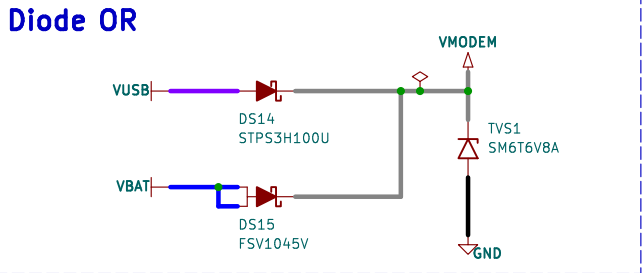 Diode OR
VMODEM
VUSB
DS14
STPS3H100U
TVS1
SM6T6V8A
VBAT
DS15
FSV1045V
GND